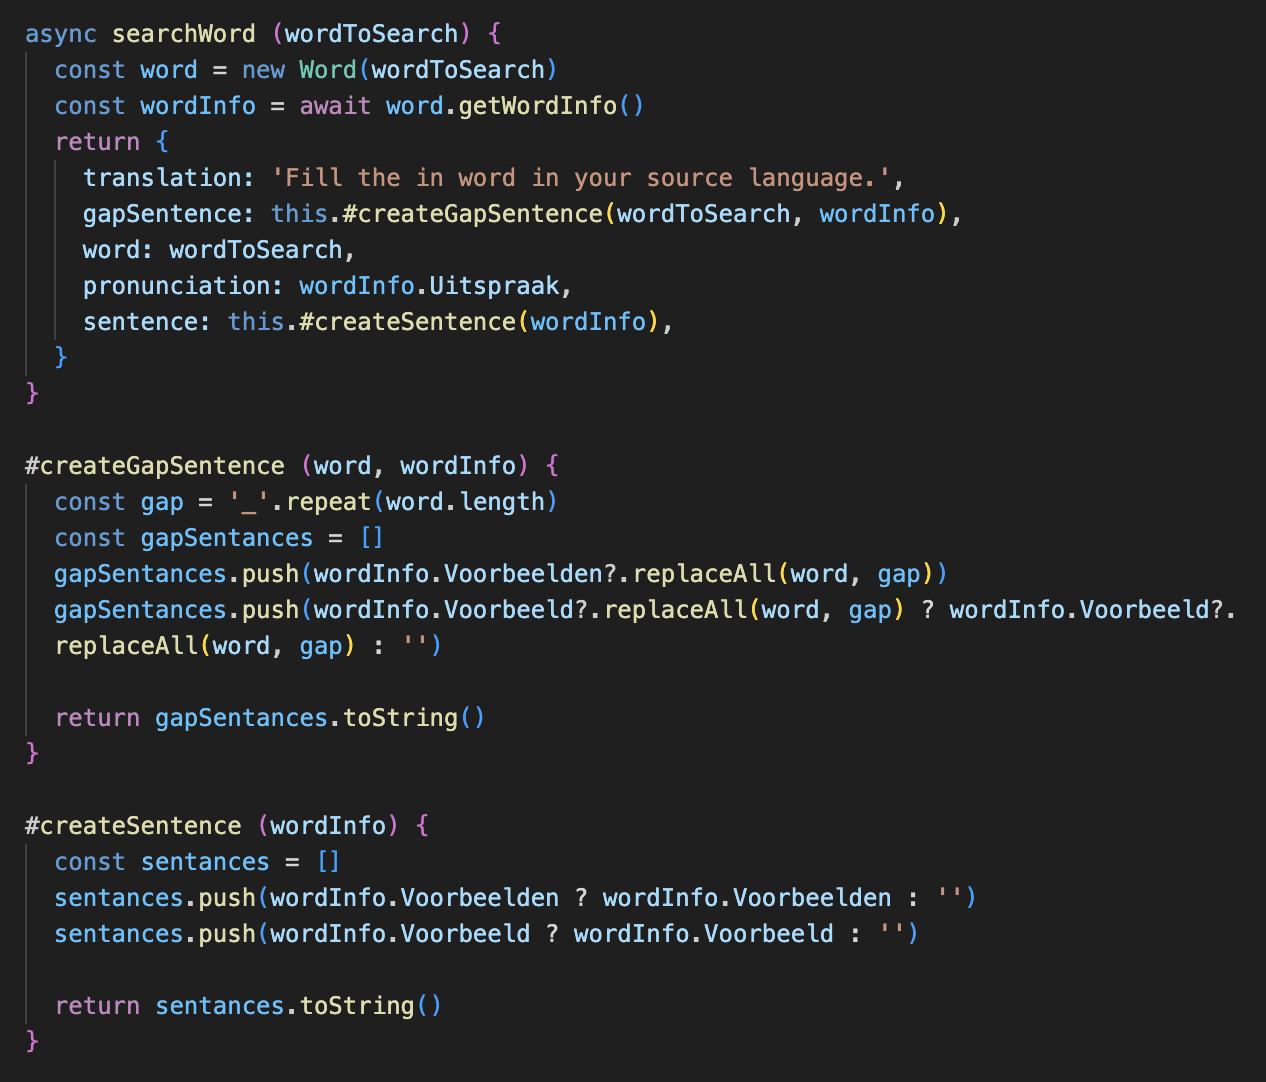 async searchWord (wordToSearch) {
const word = new Word(wordToSearch)
const wordInfo = await word.getWordInfo()
return {
translation: 'Fill the in word in your source language.',
gapSentence: this.#createGapSentence(wordToSearch, wordInfo),
word: wordToSearch,
pronunciation: wordInfo.Uitspraak,
sentence: this.#createSentence(wordInfo),
}
}
#createGapSentence (word, wordInfo) {
const gap = '_'.repeat(word.length)
const gapSentances = []
gapSentances.push(wordInfo.Voorbeelden?.replaceAll(word, gap))
gapSentances.push(wordInfo.Voorbeeld?.replaceAll(word, gap) ? wordInfo.Voorbeeld?.
replaceAll(word, gap) : '')
return gapSentances.toString()
}
#createSentence (wordInfo) {
const sentances = []
sentances.push(wordInfo.Voorbeelden ? wordInfo.Voorbeelden : '')
sentances.push(wordInfo.Voorbeeld ? wordInfo.Voorbeeld : '')
return sentances.toString()
}